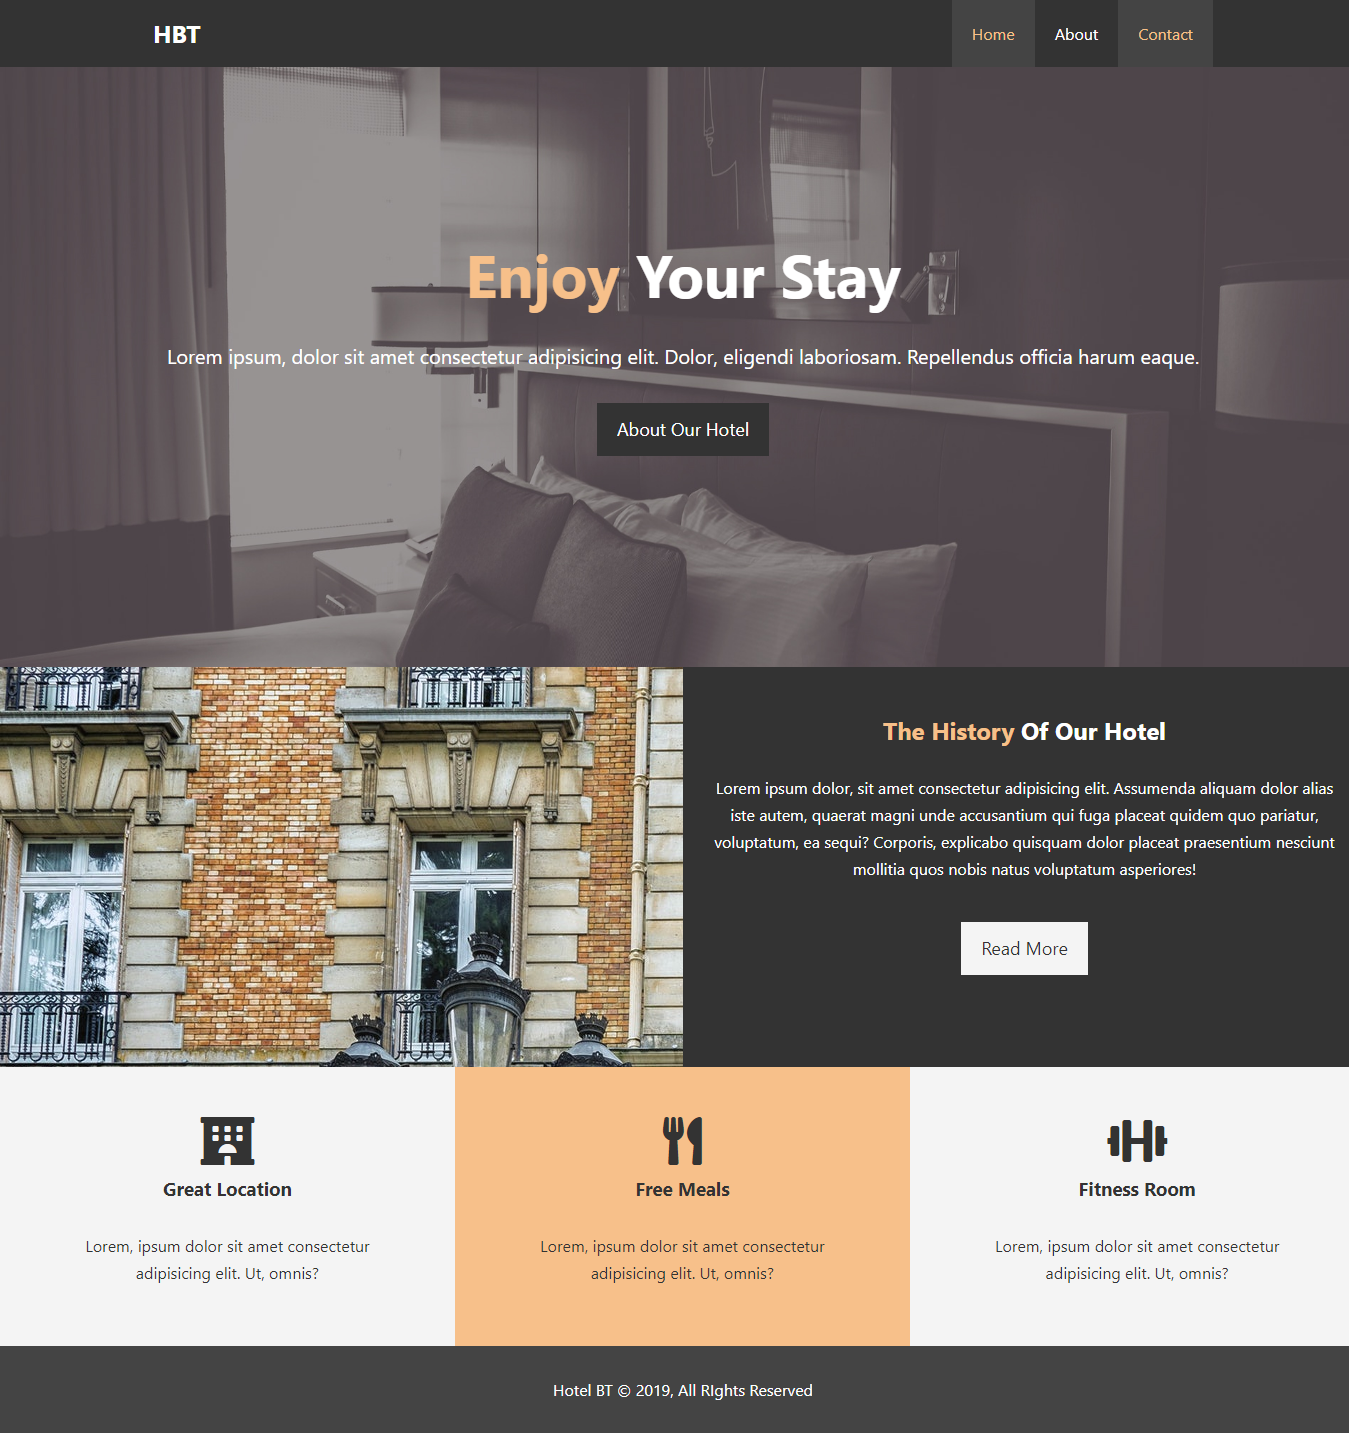 HBT
Home About Contact
Enjoy Your Stay
Lorem ipsum, dolor sit amet consectetur adipisicing elit. Dolor, eligendi laboriosam. Repellendus officia harum eaque.
About Our Hotel
The History Of Our Hotel
Lorem ipsum dolor, sit amet consectetur adipisicing elit. Assumenda aliquam dolor alias
iste autem, quaerat magni unde accusantium qui fuga placeat quidem quo pariatur,
voluptatum, ea sequi? Corporis, explicabo quisquam dolor placeat praesentium nesciunt
mollitia quos nobis natus voluptatum asperiores!
Read More
Great Location
Lorem, ipsum dolor sit amet consectetur
adipisicing elit. Ut, omnis?
Free Meals
Lorem, ipsum dolor sit amet consectetur
adipisicing elit. Ut, omnis?
Fitness Room
Lorem, ipsum dolor sit amet consectetur
adipisicing elit. Ut, omnis?
Hotel BT © 2019, All RIghts Reserved